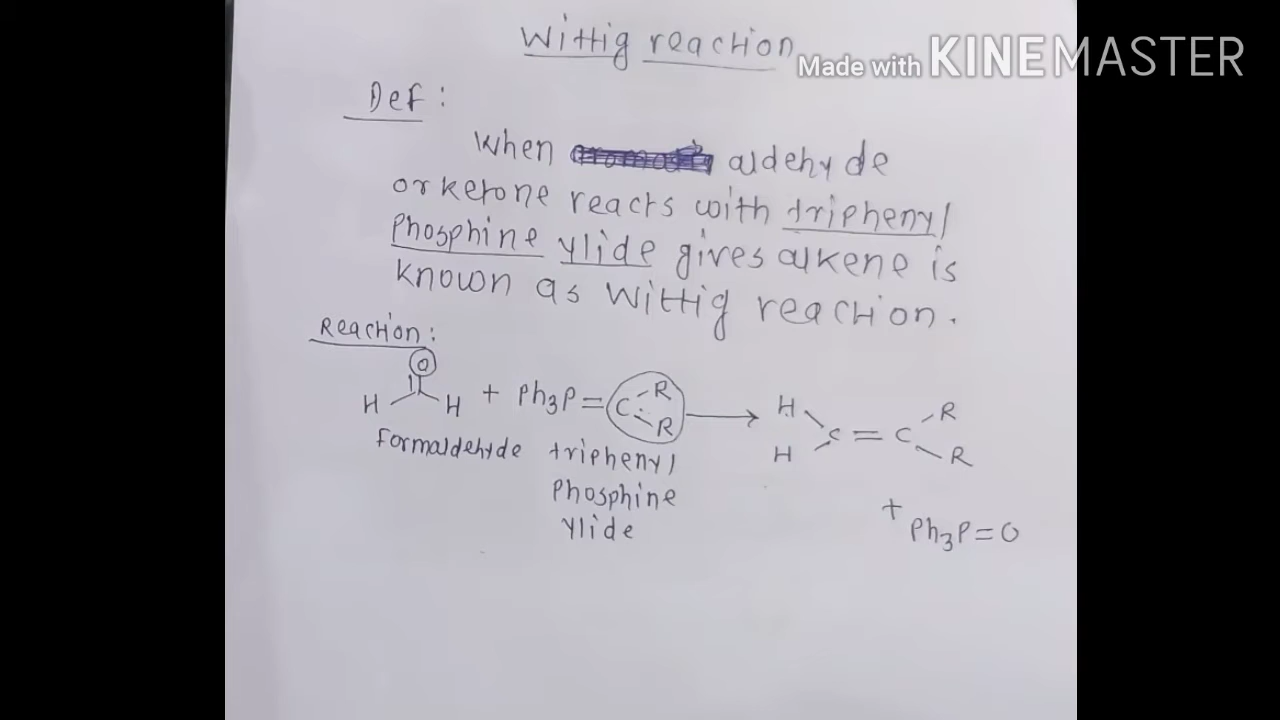 Wittig reaction
Made with KINEMASTER
Def:
When aldehyde
or ketone reacts with triphenyl
phosphine ylide gives alkene is
known as Wittig reaction.
Reaction:
O
H H + Ph3P=C R R → H H C=C R R
Formaldehyde triphenyl
phosphine
ylide
+ Ph3P=O